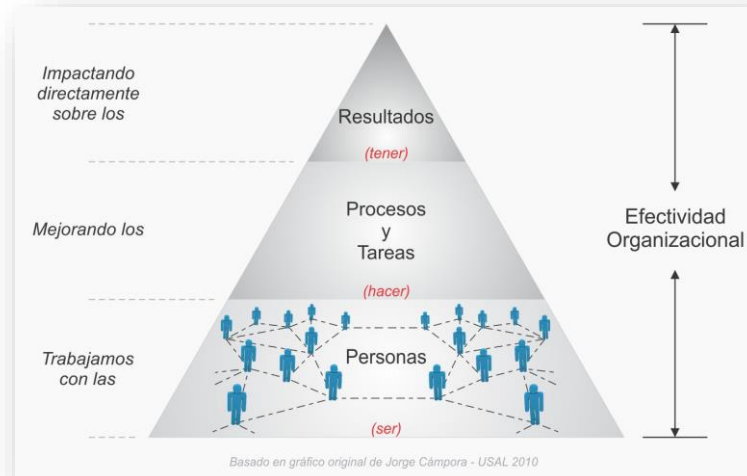 Impactando
directamente
sobre los
Resultados
(tener)
Mejorando los
Procesos
y
Tareas
(hacer)
Efectividad
Organizacional
Trabajamos
con las
Personas
(ser)
Basado en gráfico original de Jorge Cámpora - USAL 2010